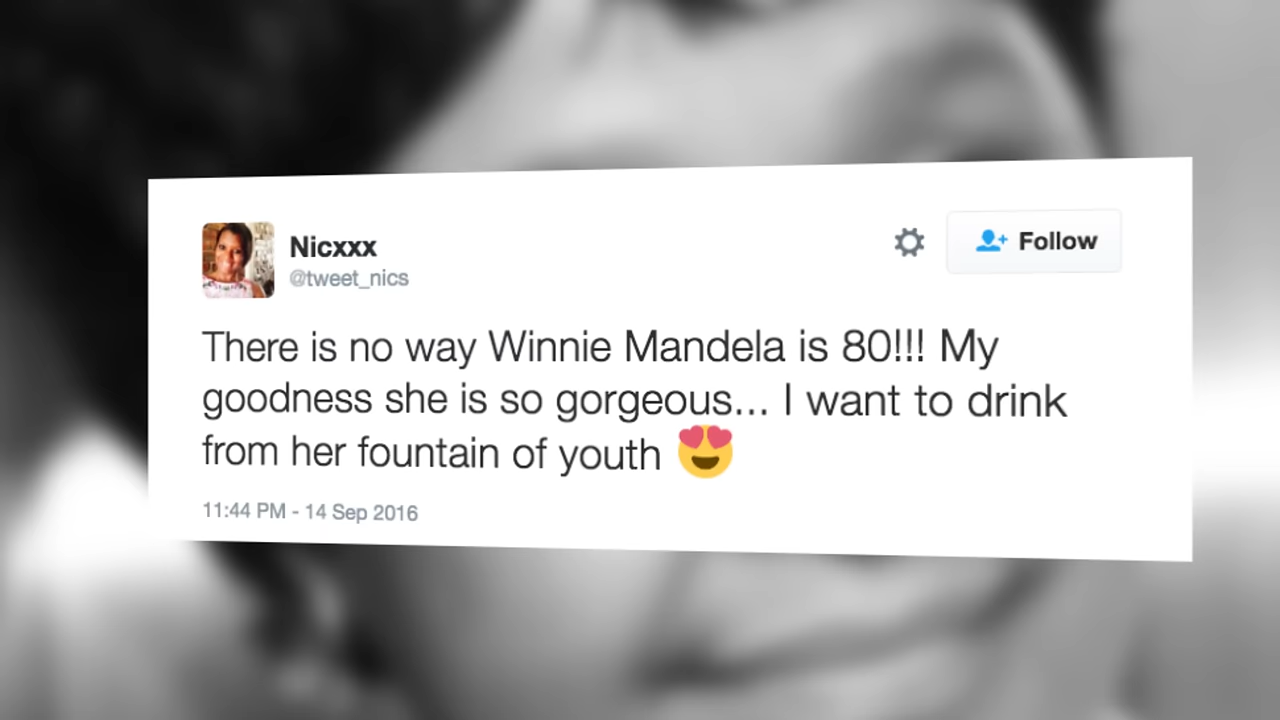 Nicxxx
@tweet_nics
Follow
There is no way Winnie Mandela is 80!!! My
goodness she is so gorgeous... I want to drink
from her fountain of youth 😍
11:44 PM - 14 Sep 2016